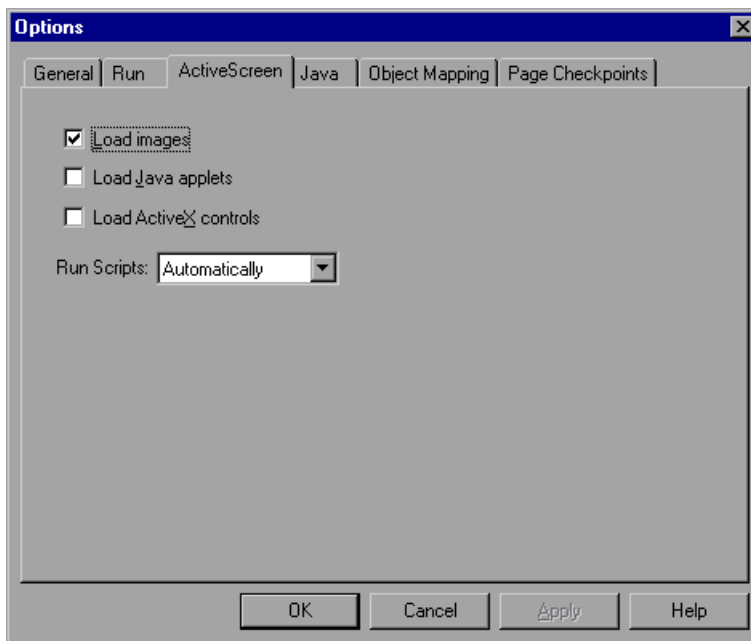 Options
General Run ActiveScreen Java Object Mapping Page Checkpoints
Load images
Load Java applets
Load ActiveX controls
Run Scripts: Automatically
OK Cancel Apply Help